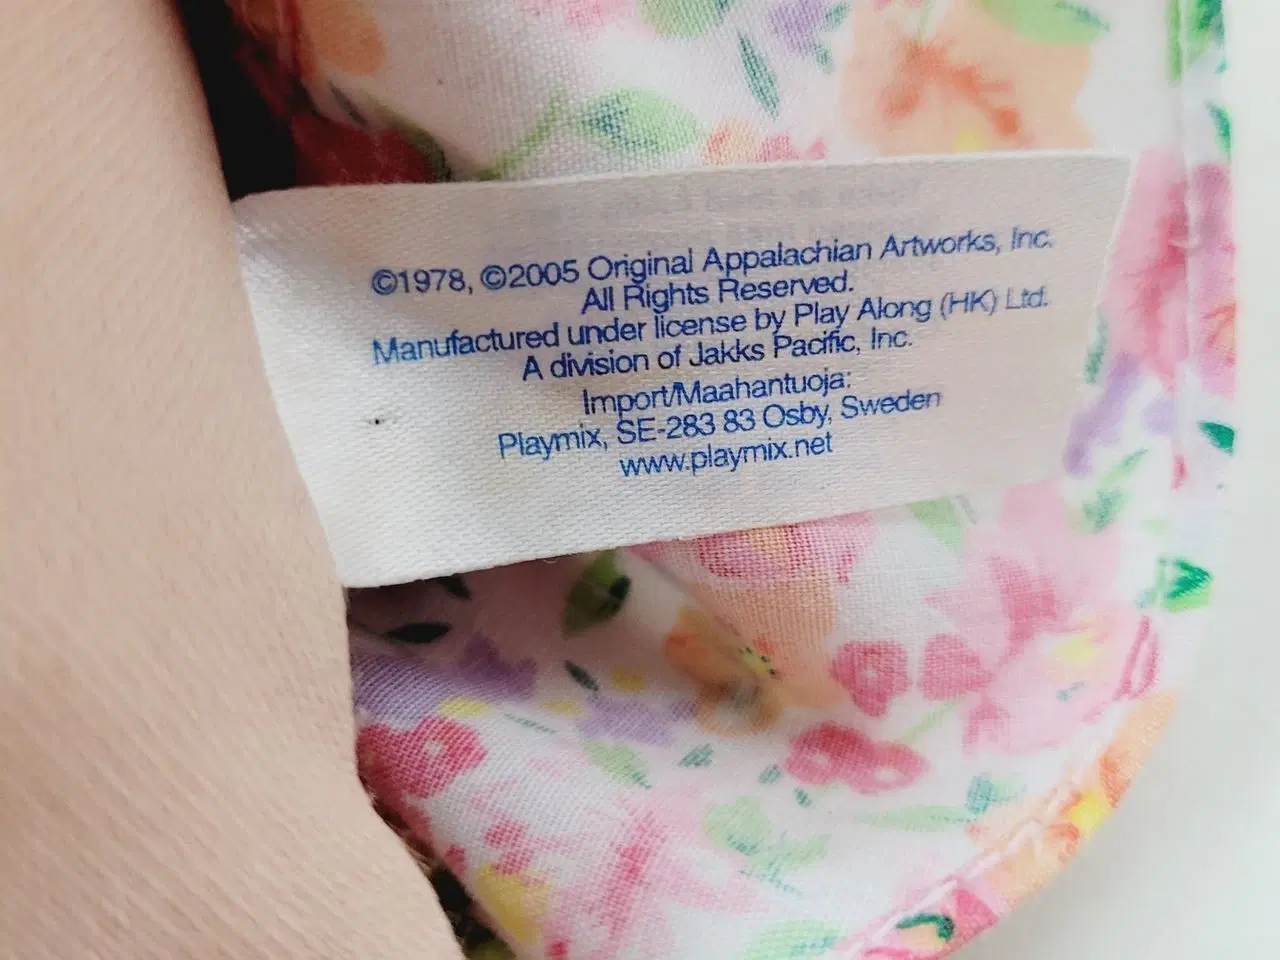 ©1978, ©2005 Original Appalachian Artworks, Inc.
All Rights Reserved.
Manufactured under license by Play Along (HK) Ltd.
A division of Jakks Pacific, Inc.
Import/Maahantuoja:
Playmix, SE-283 83 Osby, Sweden
www.playmix.net